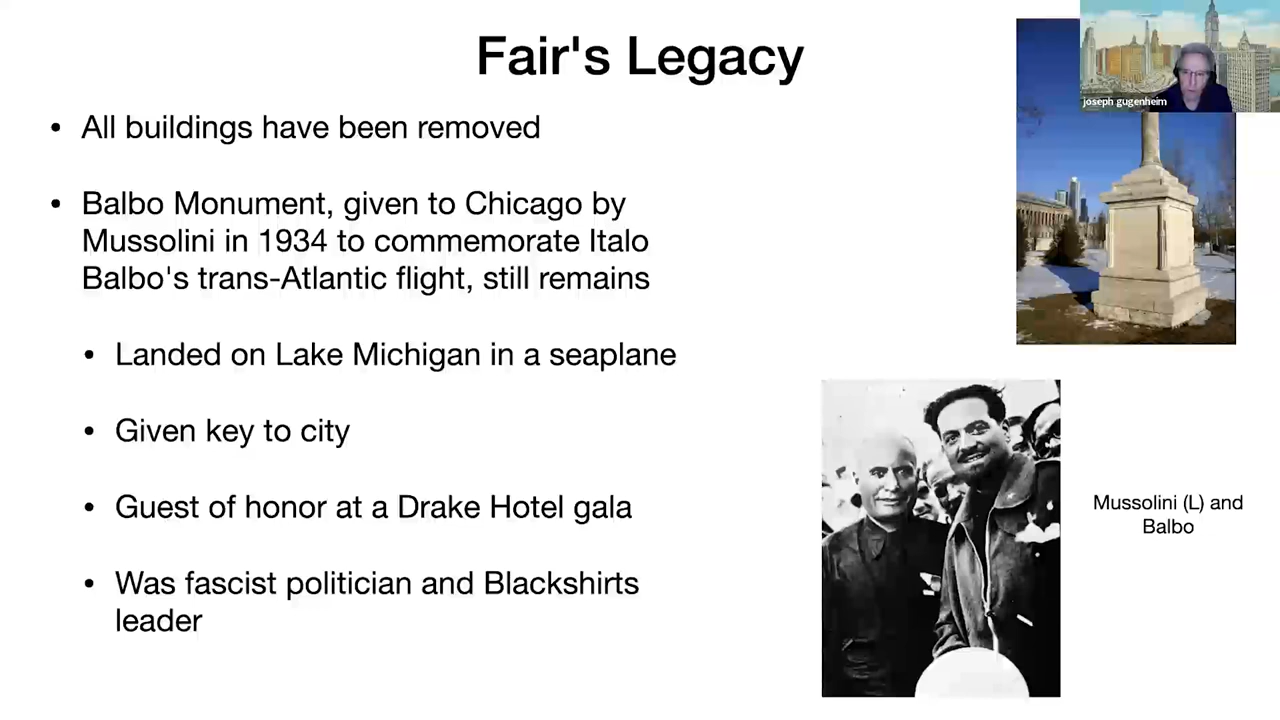 Fair's Legacy
joseph gugenheim
• All buildings have been removed
• Balbo Monument, given to Chicago by
Mussolini in 1934 to commemorate Italo
Balbo's trans-Atlantic flight, still remains
• Landed on Lake Michigan in a seaplane
• Given key to city
• Guest of honor at a Drake Hotel gala
• Was fascist politician and Blackshirts
leader
Mussolini (L) and
Balbo